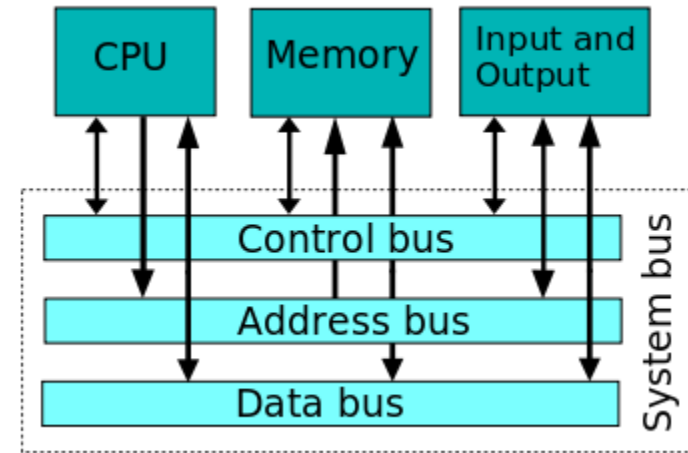 CPU
Memory
Input and
Output
Control bus
Address bus
Data bus
System bus